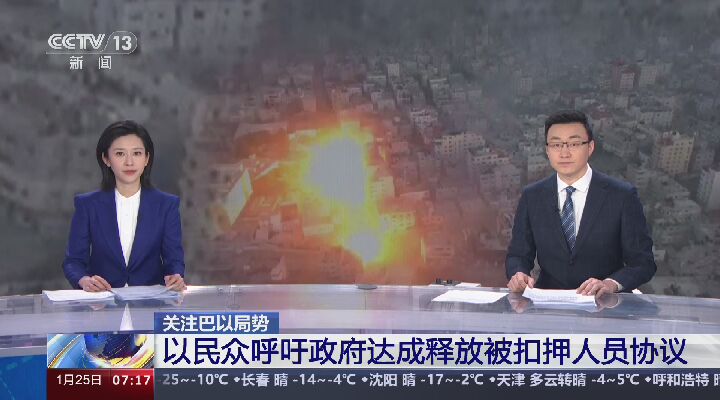 CCTV 13
新闻
关注巴以局势
以民众呼吁政府达成释放被扣押人员协议
1月25日 07:17 -25~-10℃ 长春 晴 -14~-4℃ 沈阳 晴 -17~-2℃ 天津 多云转晴 -4~5℃ 呼和浩特 晴